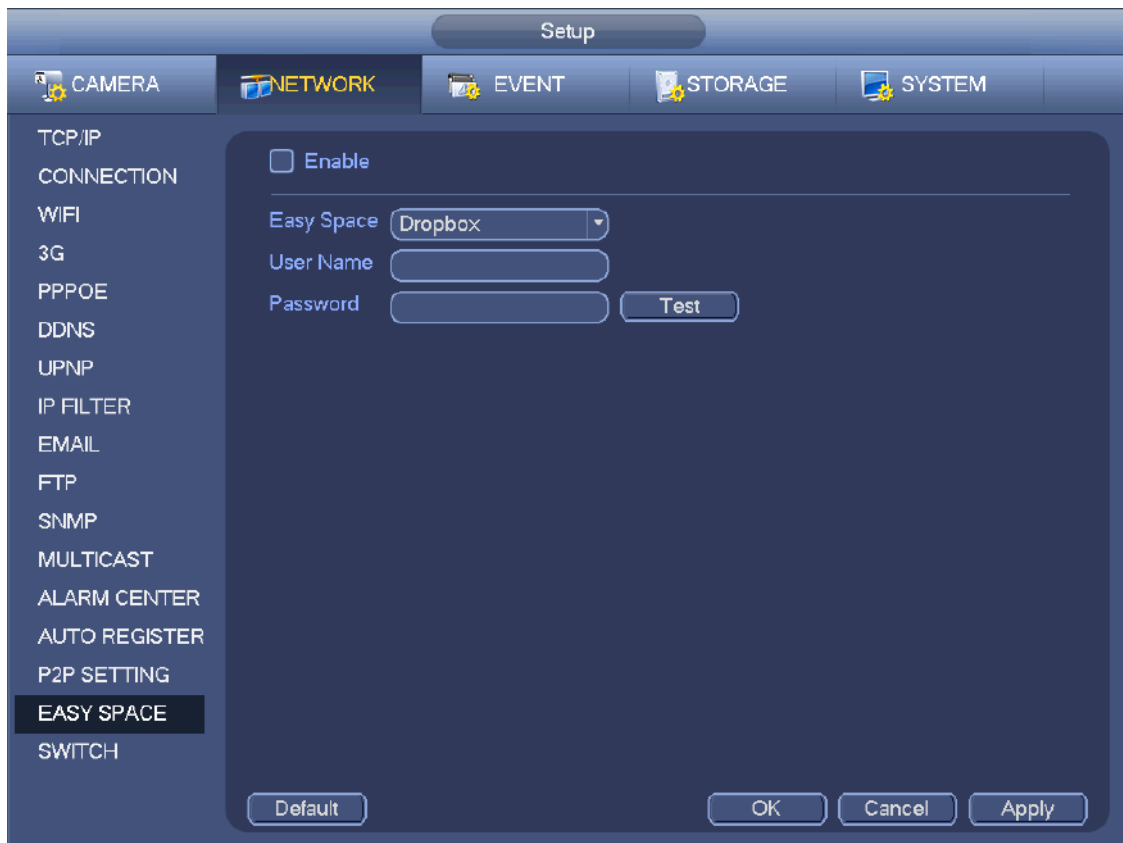 Setup
CAMERA NETWORK EVENT STORAGE SYSTEM
TCP/IP
CONNECTION
WIFI
3G
PPPOE
DDNS
UPNP
IP FILTER
EMAIL
FTP
SNMP
MULTICAST
ALARM CENTER
AUTO REGISTER
P2P SETTING
EASY SPACE
SWITCH
Enable
Easy Space Dropbox
User Name
Password Test
Default OK Cancel Apply